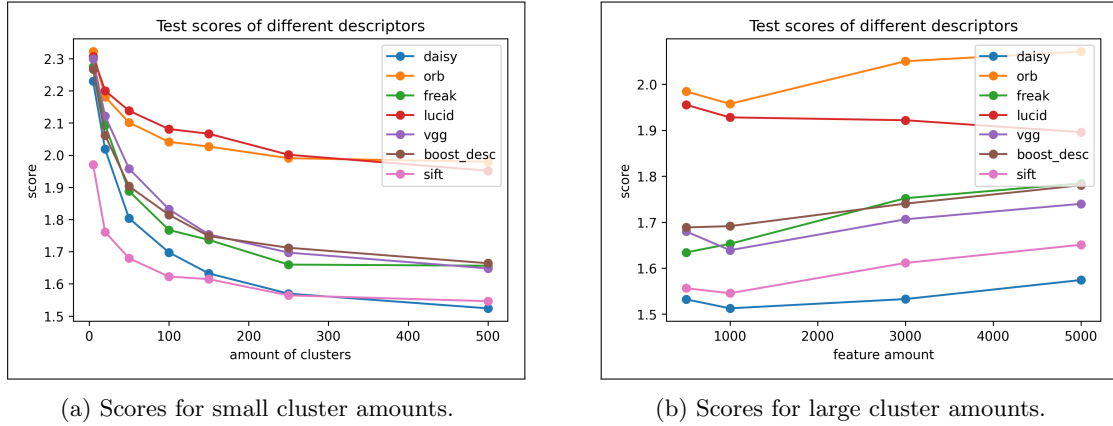 Test scores of different descriptors
score
2.3
2.2
2.1
2.0
1.9
1.8
1.7
1.6
1.5
daisy
orb
freak
lucid
vgg
boost_desc
sift
0 100 200 300 400 500
amount of clusters
(a) Scores for small cluster amounts.
Test scores of different descriptors
score
2.0
1.9
1.8
1.7
1.6
1.5
daisy
orb
freak
lucid
vgg
boost_desc
sift
1000 2000 3000 4000 5000
feature amount
(b) Scores for large cluster amounts.